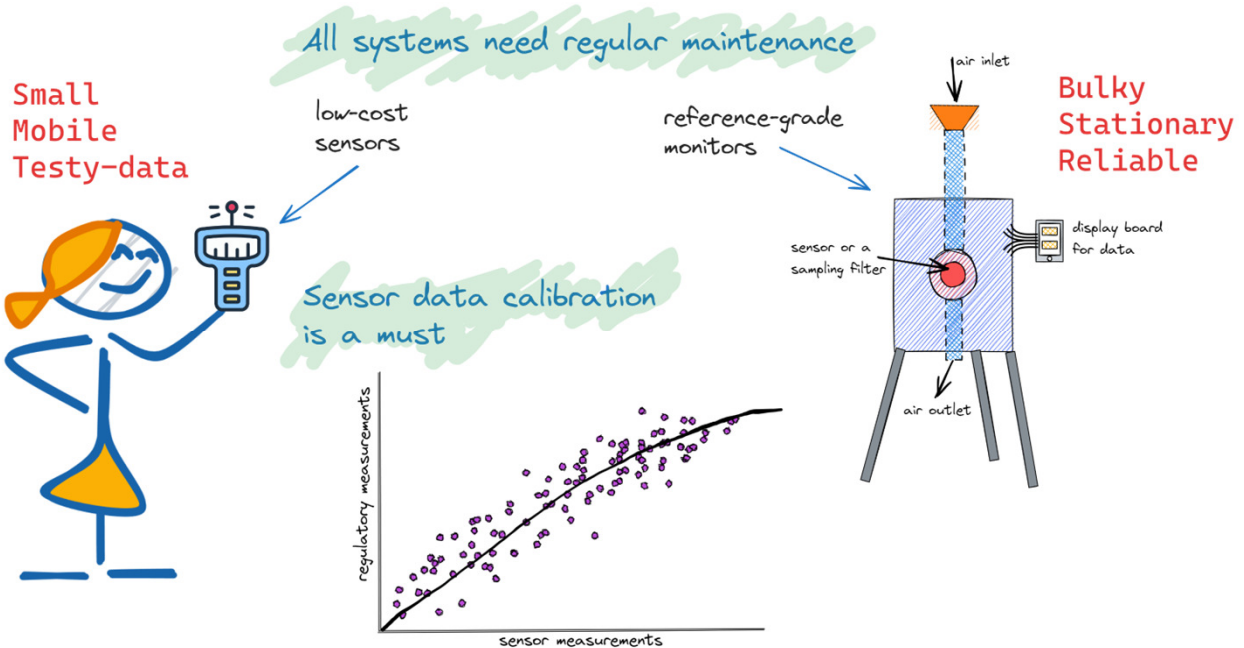 All systems need regular maintenance
Small
Mobile
Testy-data
low-cost
sensors
reference-grade
monitors
air inlet
Bulky
Stationary
Reliable
sensor or a
sampling filter
display board
for data
air outlet
Sensor data calibration
is a must
regulatory measurements
sensor measurements